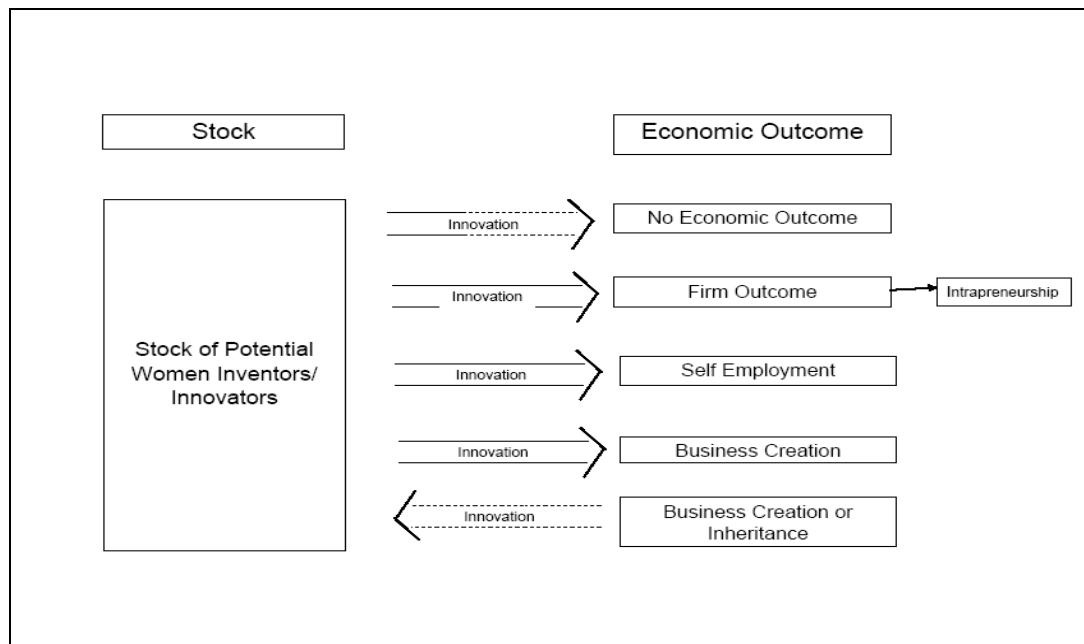 Stock
Economic Outcome
Innovation
No Economic Outcome
Innovation
Firm Outcome
Intrapreneurship
Stock of Potential
Women Inventors/
Innovators
Innovation
Self Employment
Innovation
Business Creation
Innovation
Business Creation or
Inheritance